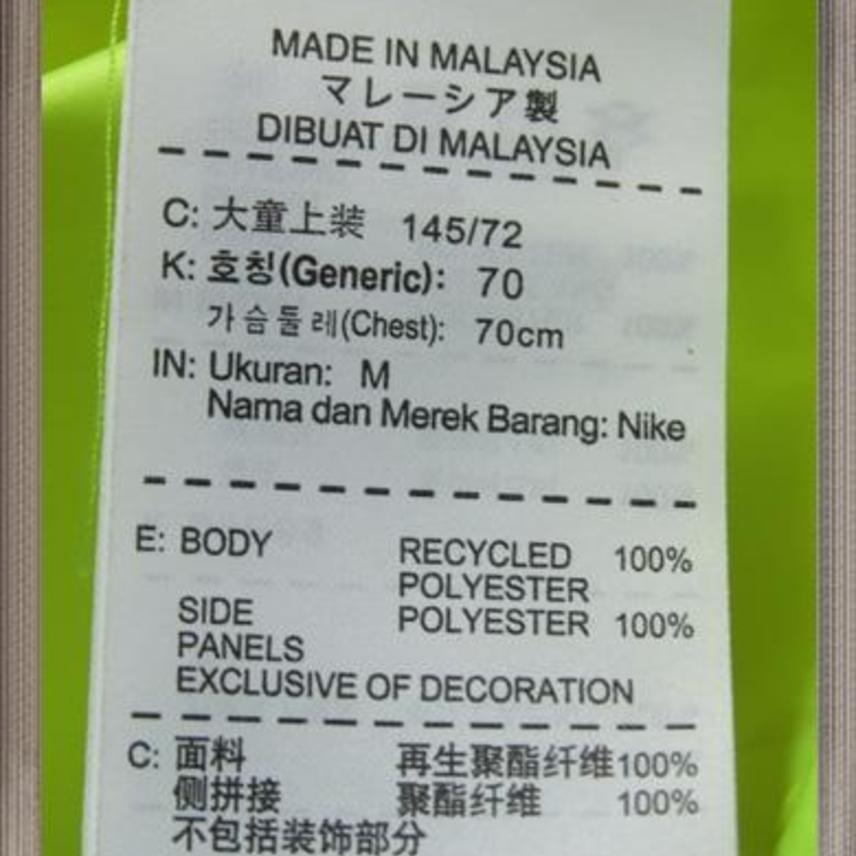 MADE IN MALAYSIA
マレーシア製
DIBUAT DI MALAYSIA
C: 大童上装 145/72
K: 호칭(Generic): 70
가슴둘레(Chest): 70cm
IN: Ukuran: M
Nama dan Merek Barang: Nike
E: BODY RECYCLED 100%
POLYESTER
SIDE POLYESTER 100%
PANELS
EXCLUSIVE OF DECORATION
C: 面料 再生聚酯纤维100%
侧拼接 聚酯纤维 100%
不包括装饰部分